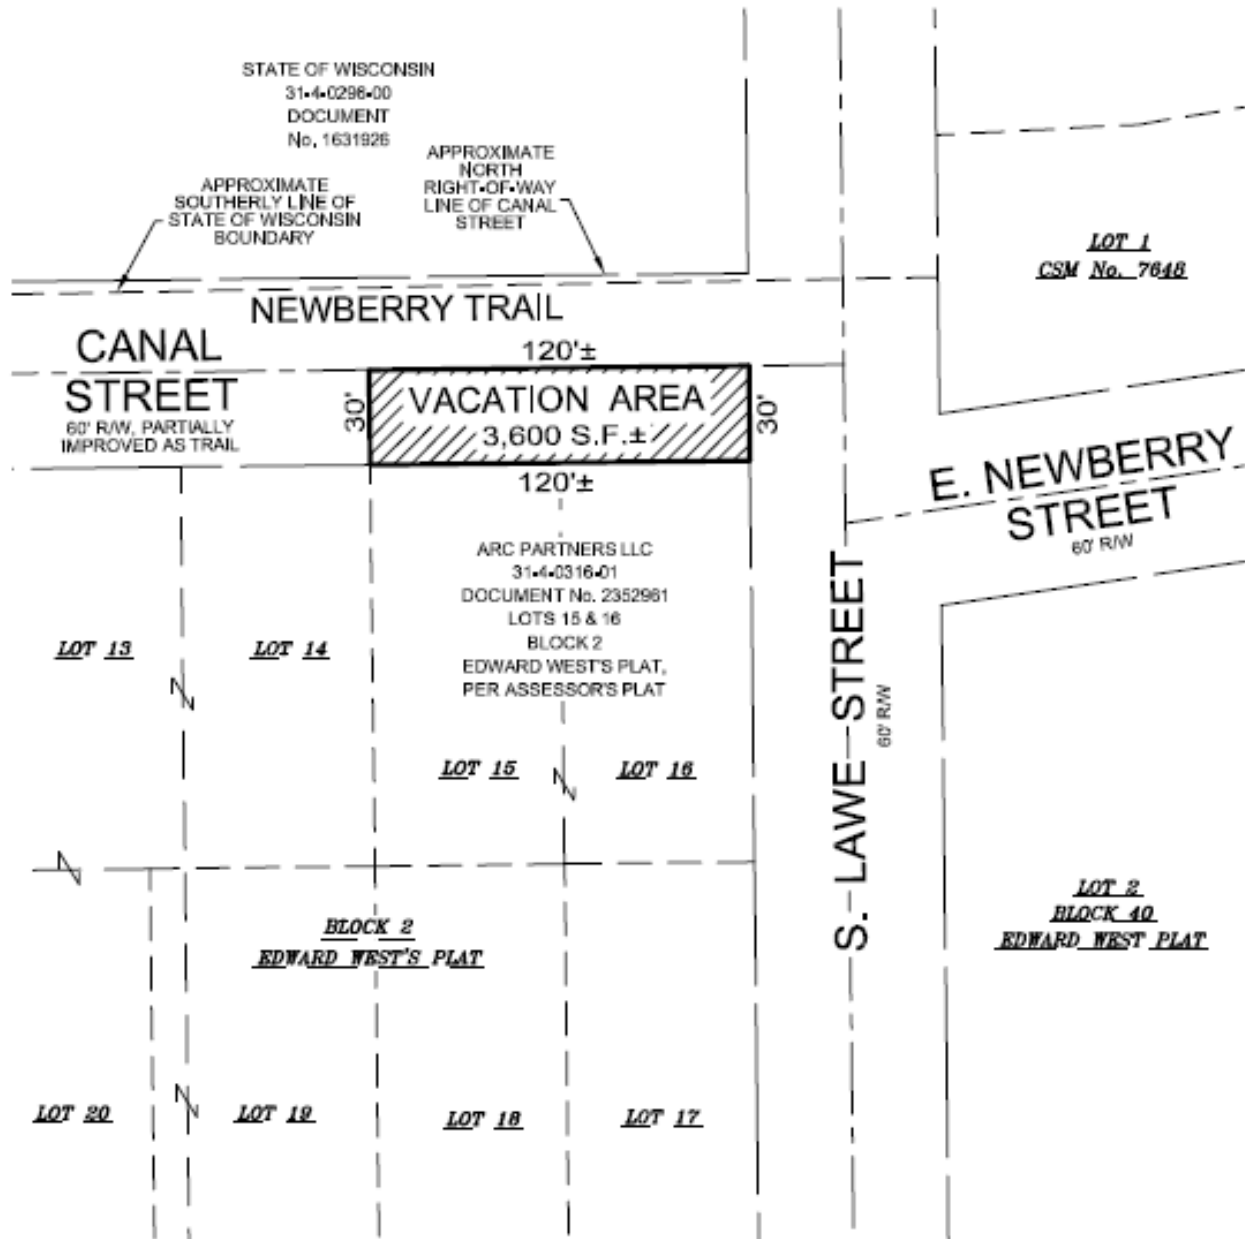 STATE OF WISCONSIN
31-4-0296-00
DOCUMENT
No. 1631926
APPROXIMATE
SOUTHERLY LINE OF
STATE OF WISCONSIN
BOUNDARY
APPROXIMATE
NORTH
RIGHT-OF-WAY
LINE OF CANAL
STREET
LOT 1
CSM No. 7648
NEWBERRY TRAIL
CANAL
STREET
60' R/W, PARTIALLY
IMPROVED AS TRAIL
120'±
30'
VACATION AREA
3,600 S.F.±
30'
120'±
E. NEWBERRY
STREET
60' R/W
ARC PARTNERS LLC
31-4-0316-01
DOCUMENT No. 2352961
LOTS 15 & 16
BLOCK 2
EDWARD WEST'S PLAT,
PER ASSESSOR'S PLAT
LOT 13
LOT 14
LOT 15
LOT 16
S. LAWE STREET
60' R/W
BLOCK 2
EDWARD WEST'S PLAT
LOT 2
BLOCK 40
EDWARD WEST PLAT
LOT 20
LOT 19
LOT 18
LOT 17